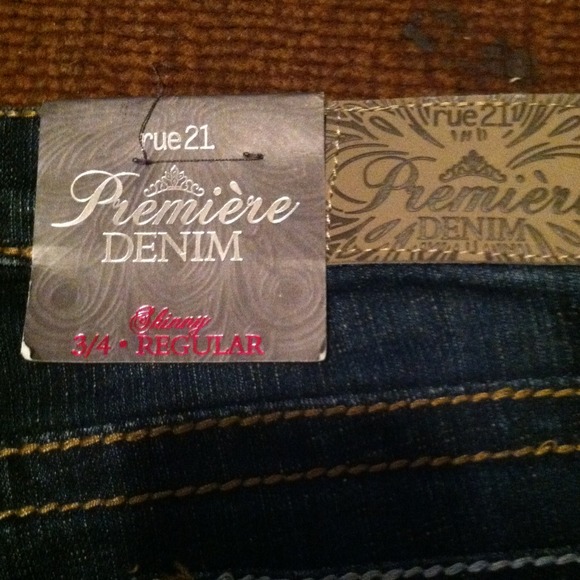 rue21
Première
DENIM
Skinny
3/4 • REGULAR
rue21
Première
DENIM